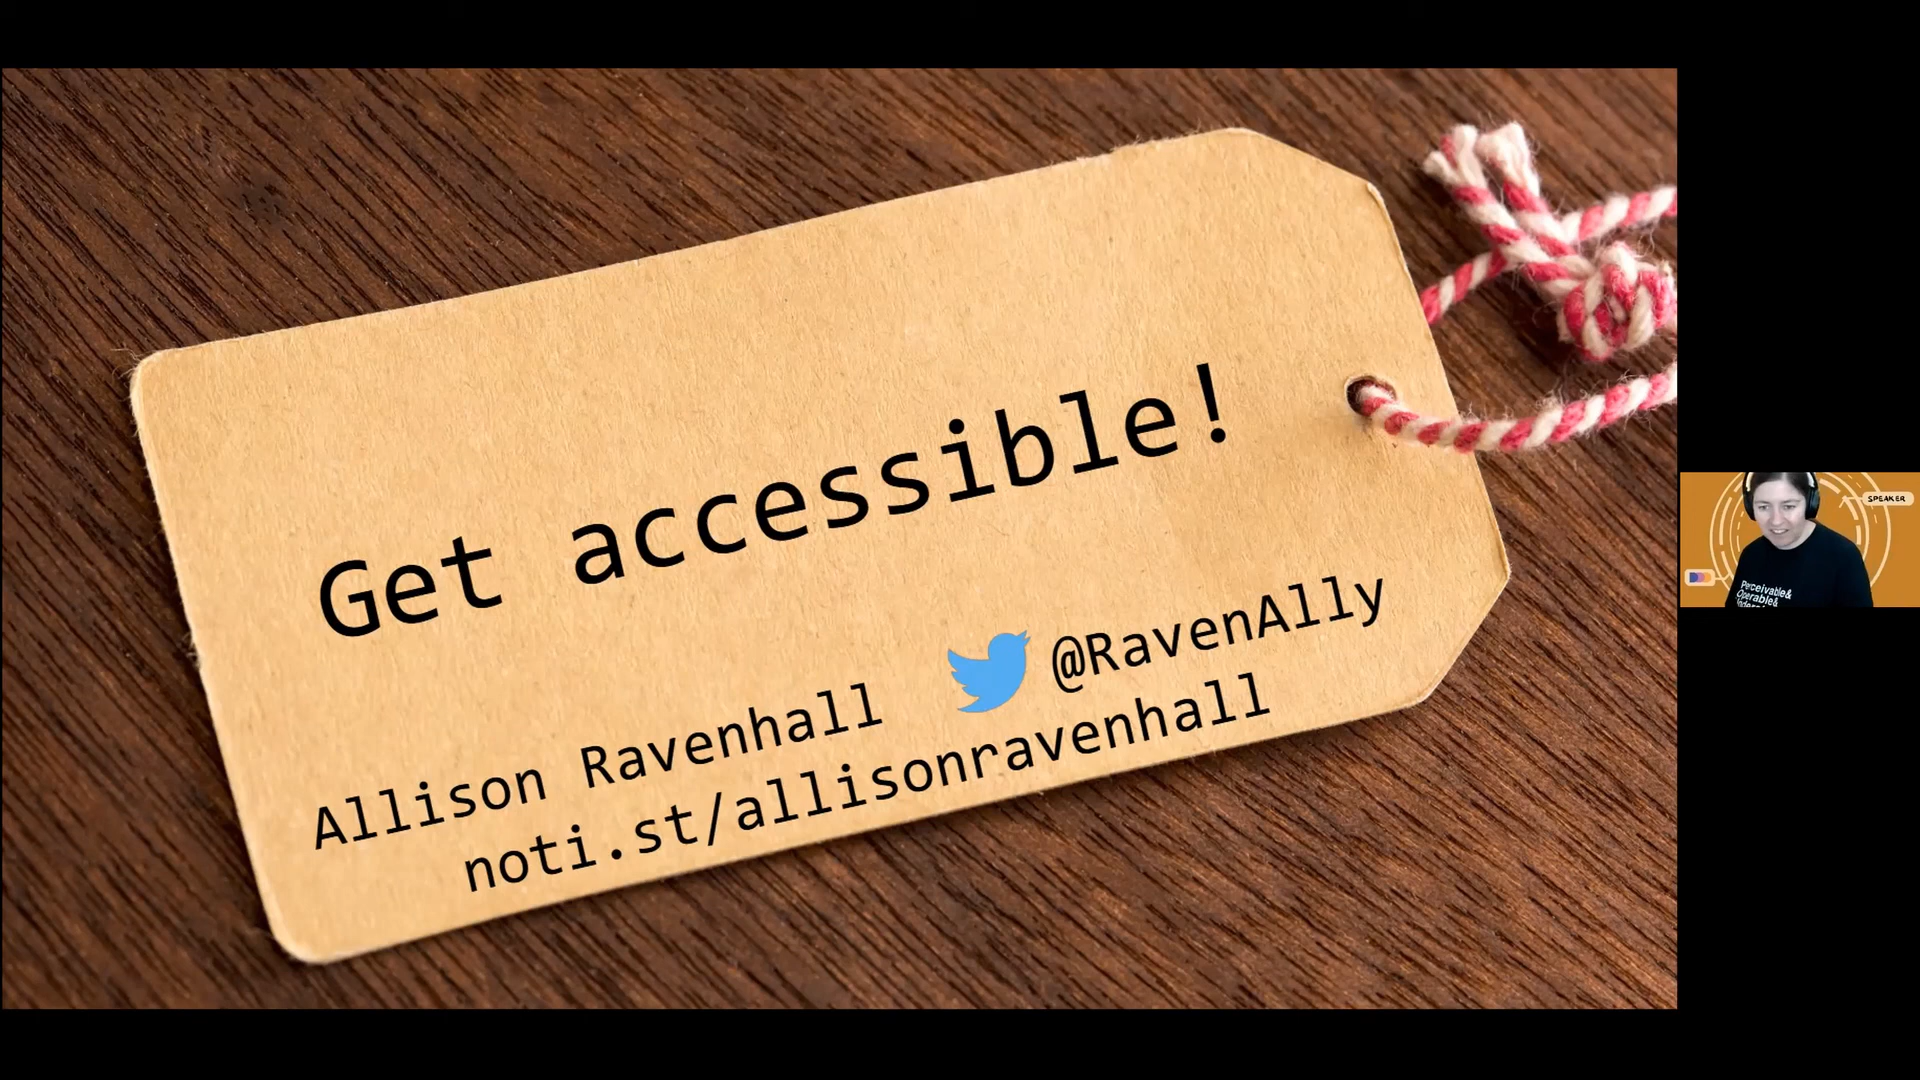 Get accessible!
Allison Ravenhall @RavenAlly
noti.st/allisonravenhall
SPEAKER
Perceivable&
Operable&